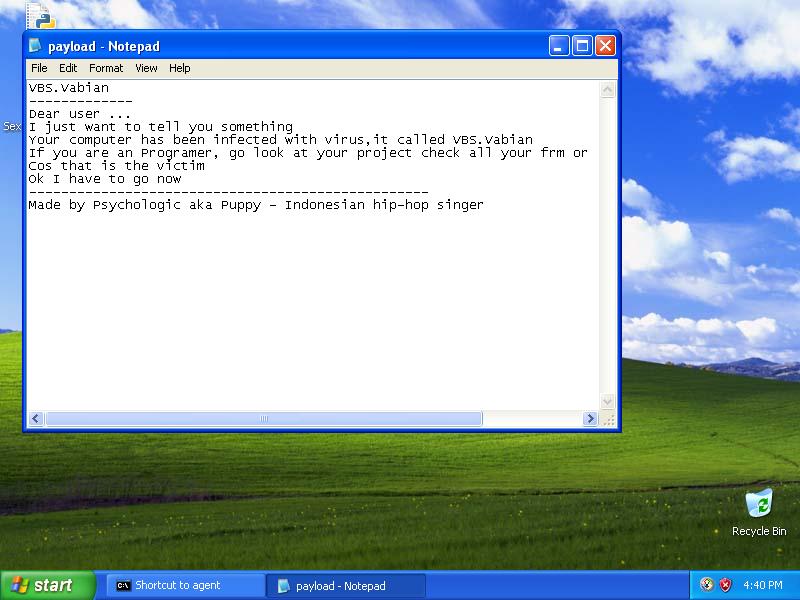 payload - Notepad
File Edit Format View Help
VBS.Vabian
-------------
Dear user ...
I just want to tell you something
Your computer has been infected with virus,it called VBS.Vabian
If you are an Programer, go look at your project check all your frm or
Cos that is the victim
Ok I have to go now
--------------------------------------------------
Made by Psychologic aka Puppy - Indonesian hip-hop singer
Sex
Recycle Bin
start
Shortcut to agent
payload - Notepad
4:40 PM